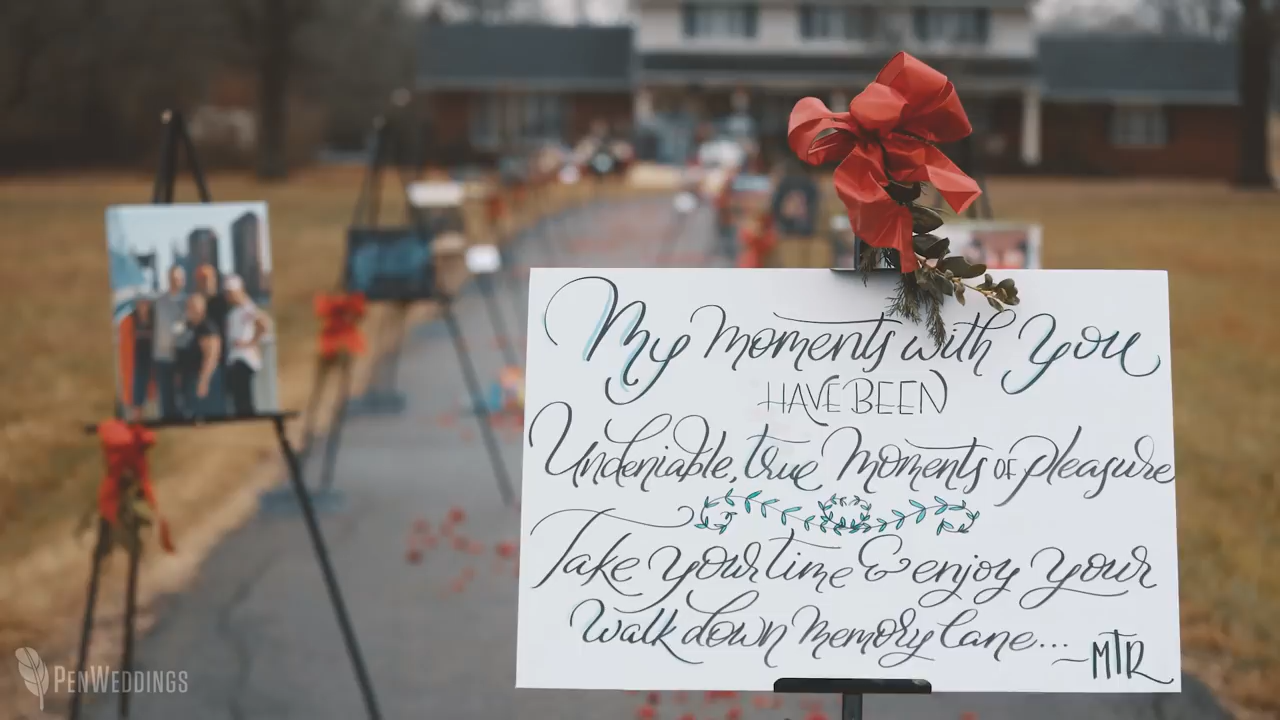 My Moments with You
HAVE BEEN
Undeniable, true Moments OF pleasure
Take your time & enjoy your
Walk down Memory Lane...
-MTR
PENWEDDINGS